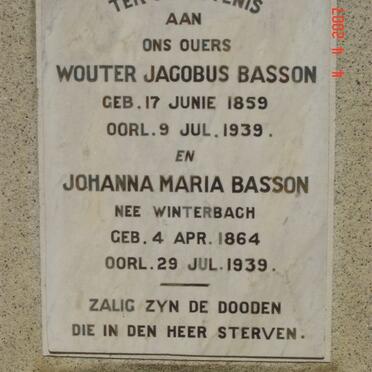 AAN
ONS OUERS
WOUTER JACOBUS BASSON
GEB. 17 JUNIE 1859
OORL. 9 JUL. 1939.
EN
JOHANNA MARIA BASSON
NEE WINTERBACH
GEB. 4 APR. 1864
OORL. 29 JUL. 1939.
ZALIG ZYN DE DOODEN
DIE IN DEN HEER STERVEN.